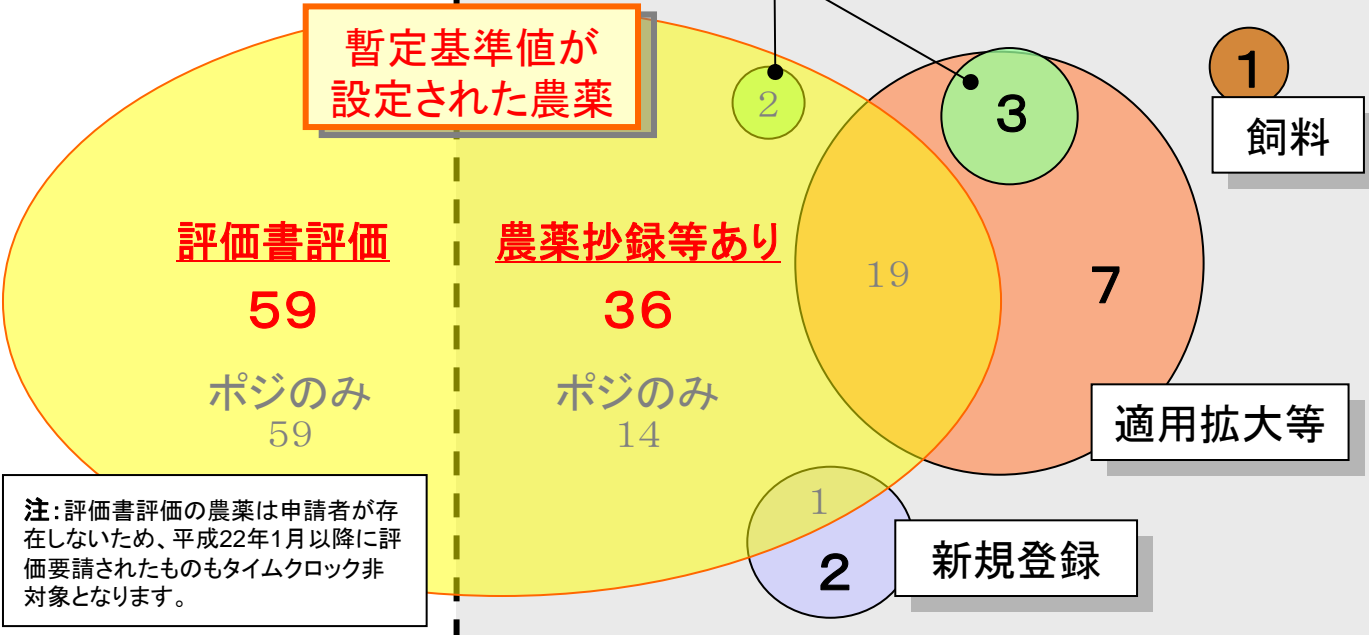 暫定基準値が
設定された農薬
2
3
1
飼料
評価書評価
59
ポジのみ
59
農薬抄録等あり
36
ポジのみ
14
19
7
適用拡大等
1
2
新規登録
注：評価書評価の農薬は申請者が存
在しないため、平成22年1月以降に評
価要請されたものもタイムクロック非
対象となります。